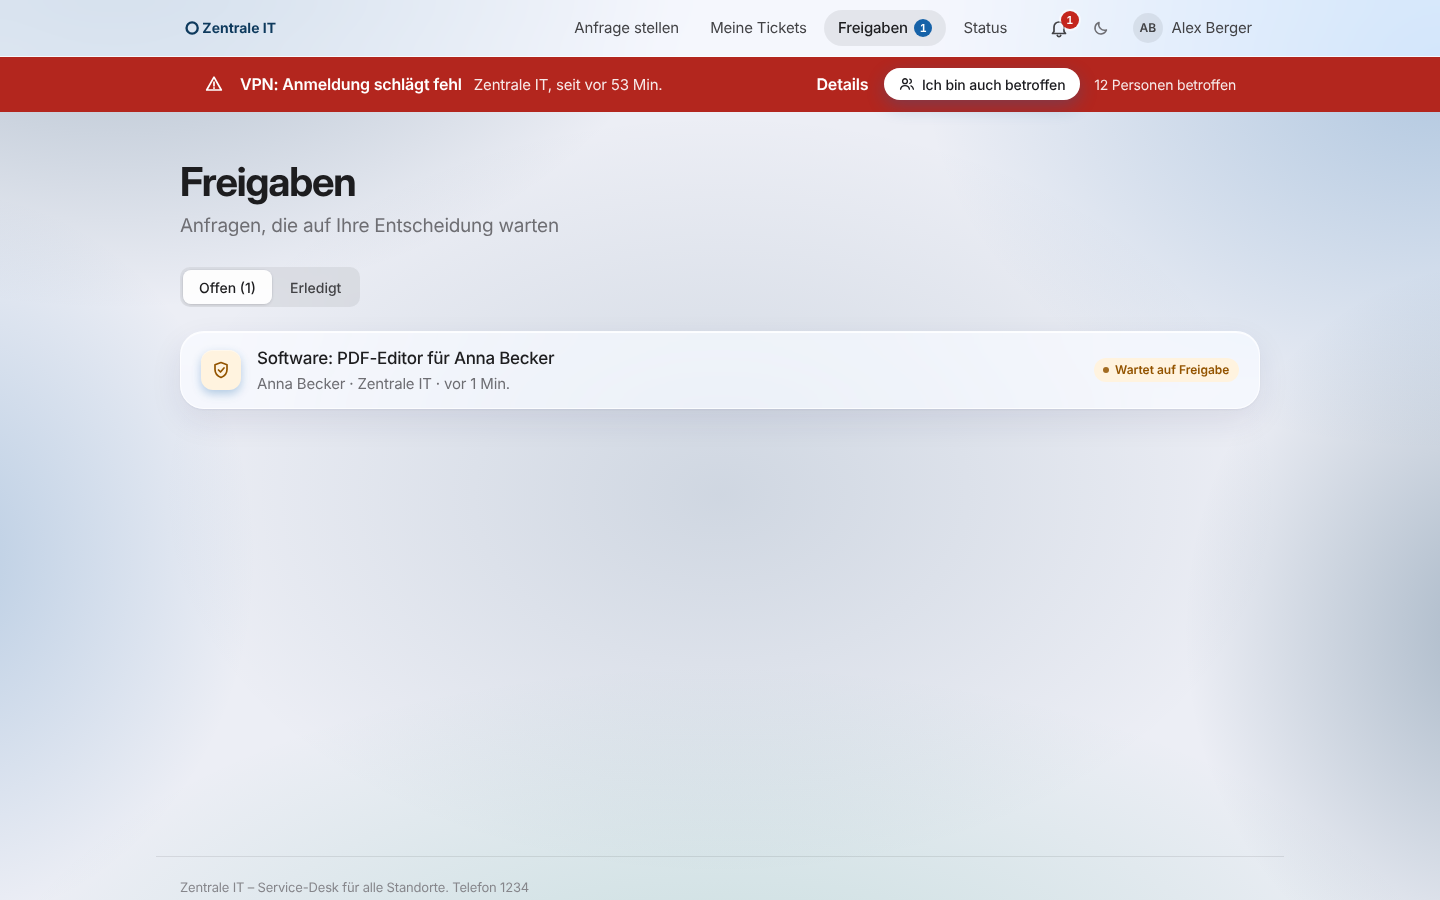 Zentrale IT
Anfrage stellen
Meine Tickets
Freigaben 1
Status
1
AB Alex Berger
VPN: Anmeldung schlägt fehl Zentrale IT, seit vor 53 Min.
Details
Ich bin auch betroffen
12 Personen betroffen
Freigaben
Anfragen, die auf Ihre Entscheidung warten
Offen (1) Erledigt
Software: PDF-Editor für Anna Becker
Anna Becker · Zentrale IT · vor 1 Min.
Wartet auf Freigabe
Zentrale IT – Service-Desk für alle Standorte. Telefon 1234